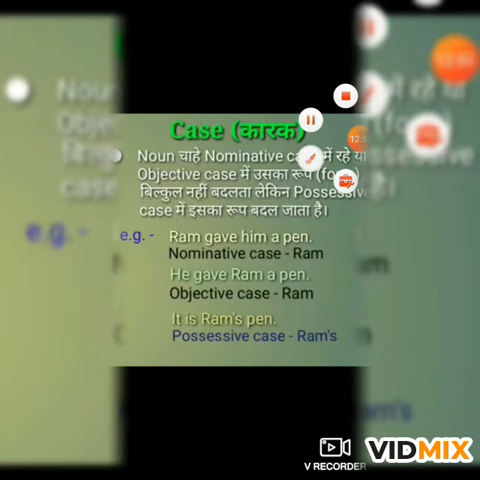 Case (कारक)
Noun चाहे Nominative case में रहे या
Objective case में उसका रूप (form)
बिल्कुल नहीं बदलता लेकिन Possessive
case में इसका रूप बदल जाता है।
e.g. - Ram gave him a pen.
Nominative case - Ram
He gave Ram a pen.
Objective case - Ram
It is Ram's pen.
Possessive case - Ram's
V RECORDER
VIDMIX